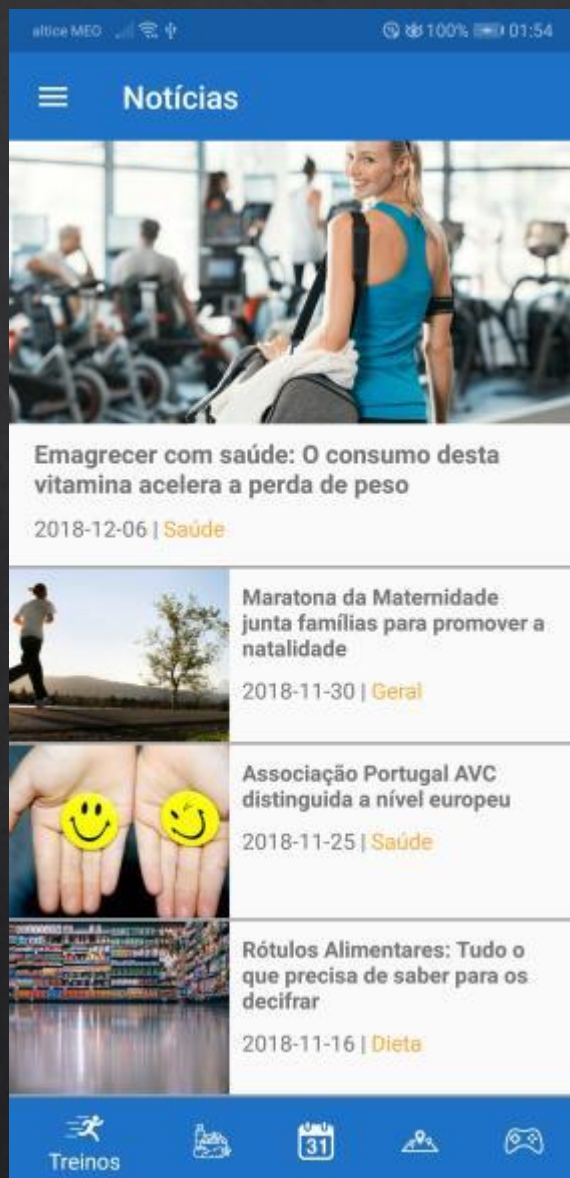 altice MEO 100% 01:54
Notícias
Emagrecer com saúde: O consumo desta
vitamina acelera a perda de peso
2018-12-06 | Saúde
Maratona da Maternidade
junta famílias para promover a
natalidade
2018-11-30 | Geral
Associação Portugal AVC
distinguida a nível europeu
2018-11-25 | Saúde
Rótulos Alimentares: Tudo o
que precisa de saber para os
decifrar
2018-11-16 | Dieta
Treinos
31